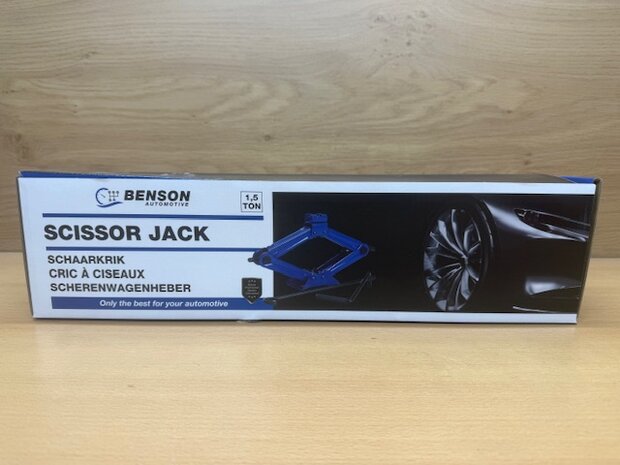 BENSON
AUTOMOTIVE
1,5
TON
SCISSOR JACK
SCHAARKRIK
CRIC À CISEAUX
SCHERENWAGENHEBER
Only the best for your automotive